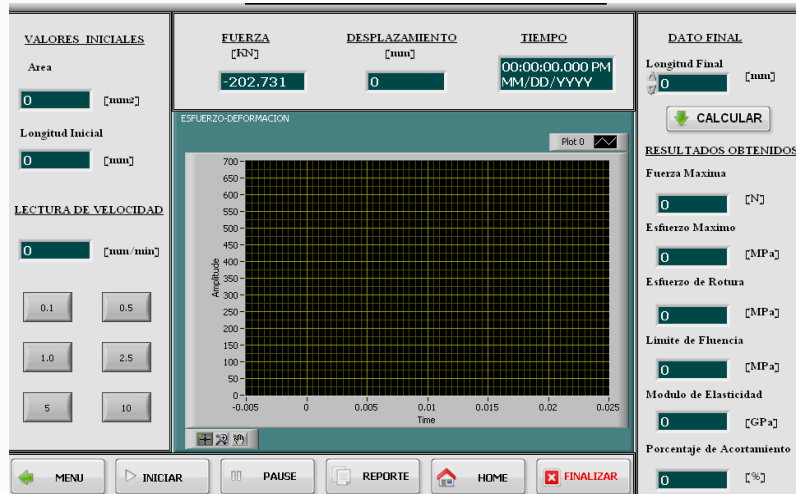 VALORES INICIALES
Area
0 [mm2]
Longitud Inicial
0 [mm]
LECTURA DE VELOCIDAD
0 [mm/min]
0.1 0.5
1.0 2.5
5 10
FUERZA
[KN]
-202.731
DESPLAZAMIENTO
[mm]
0
TIEMPO
00:00:00.000 PM
MM/DD/YYYY
ESFUERZO-DEFORMACION
Plot 0
Amplitude
700
650
600
550
500
450
400
350
300
250
200
150
100
50
0
-0.005 0 0.005 0.01 0.015 0.02 0.025
Time
DATO FINAL
Longitud Final
0 [mm]
CALCULAR
RESULTADOS OBTENIDOS
Fuerza Maxima
0 [N]
Esfuerzo Maximo
0 [MPa]
Esfuerzo de Rotura
0 [MPa]
Limite de Fluencia
0 [MPa]
Modulo de Elasticidad
0 [GPa]
Porcentaje de Acortamiento
0 [%]
MENU INICIAR PAUSE REPORTE HOME FINALIZAR